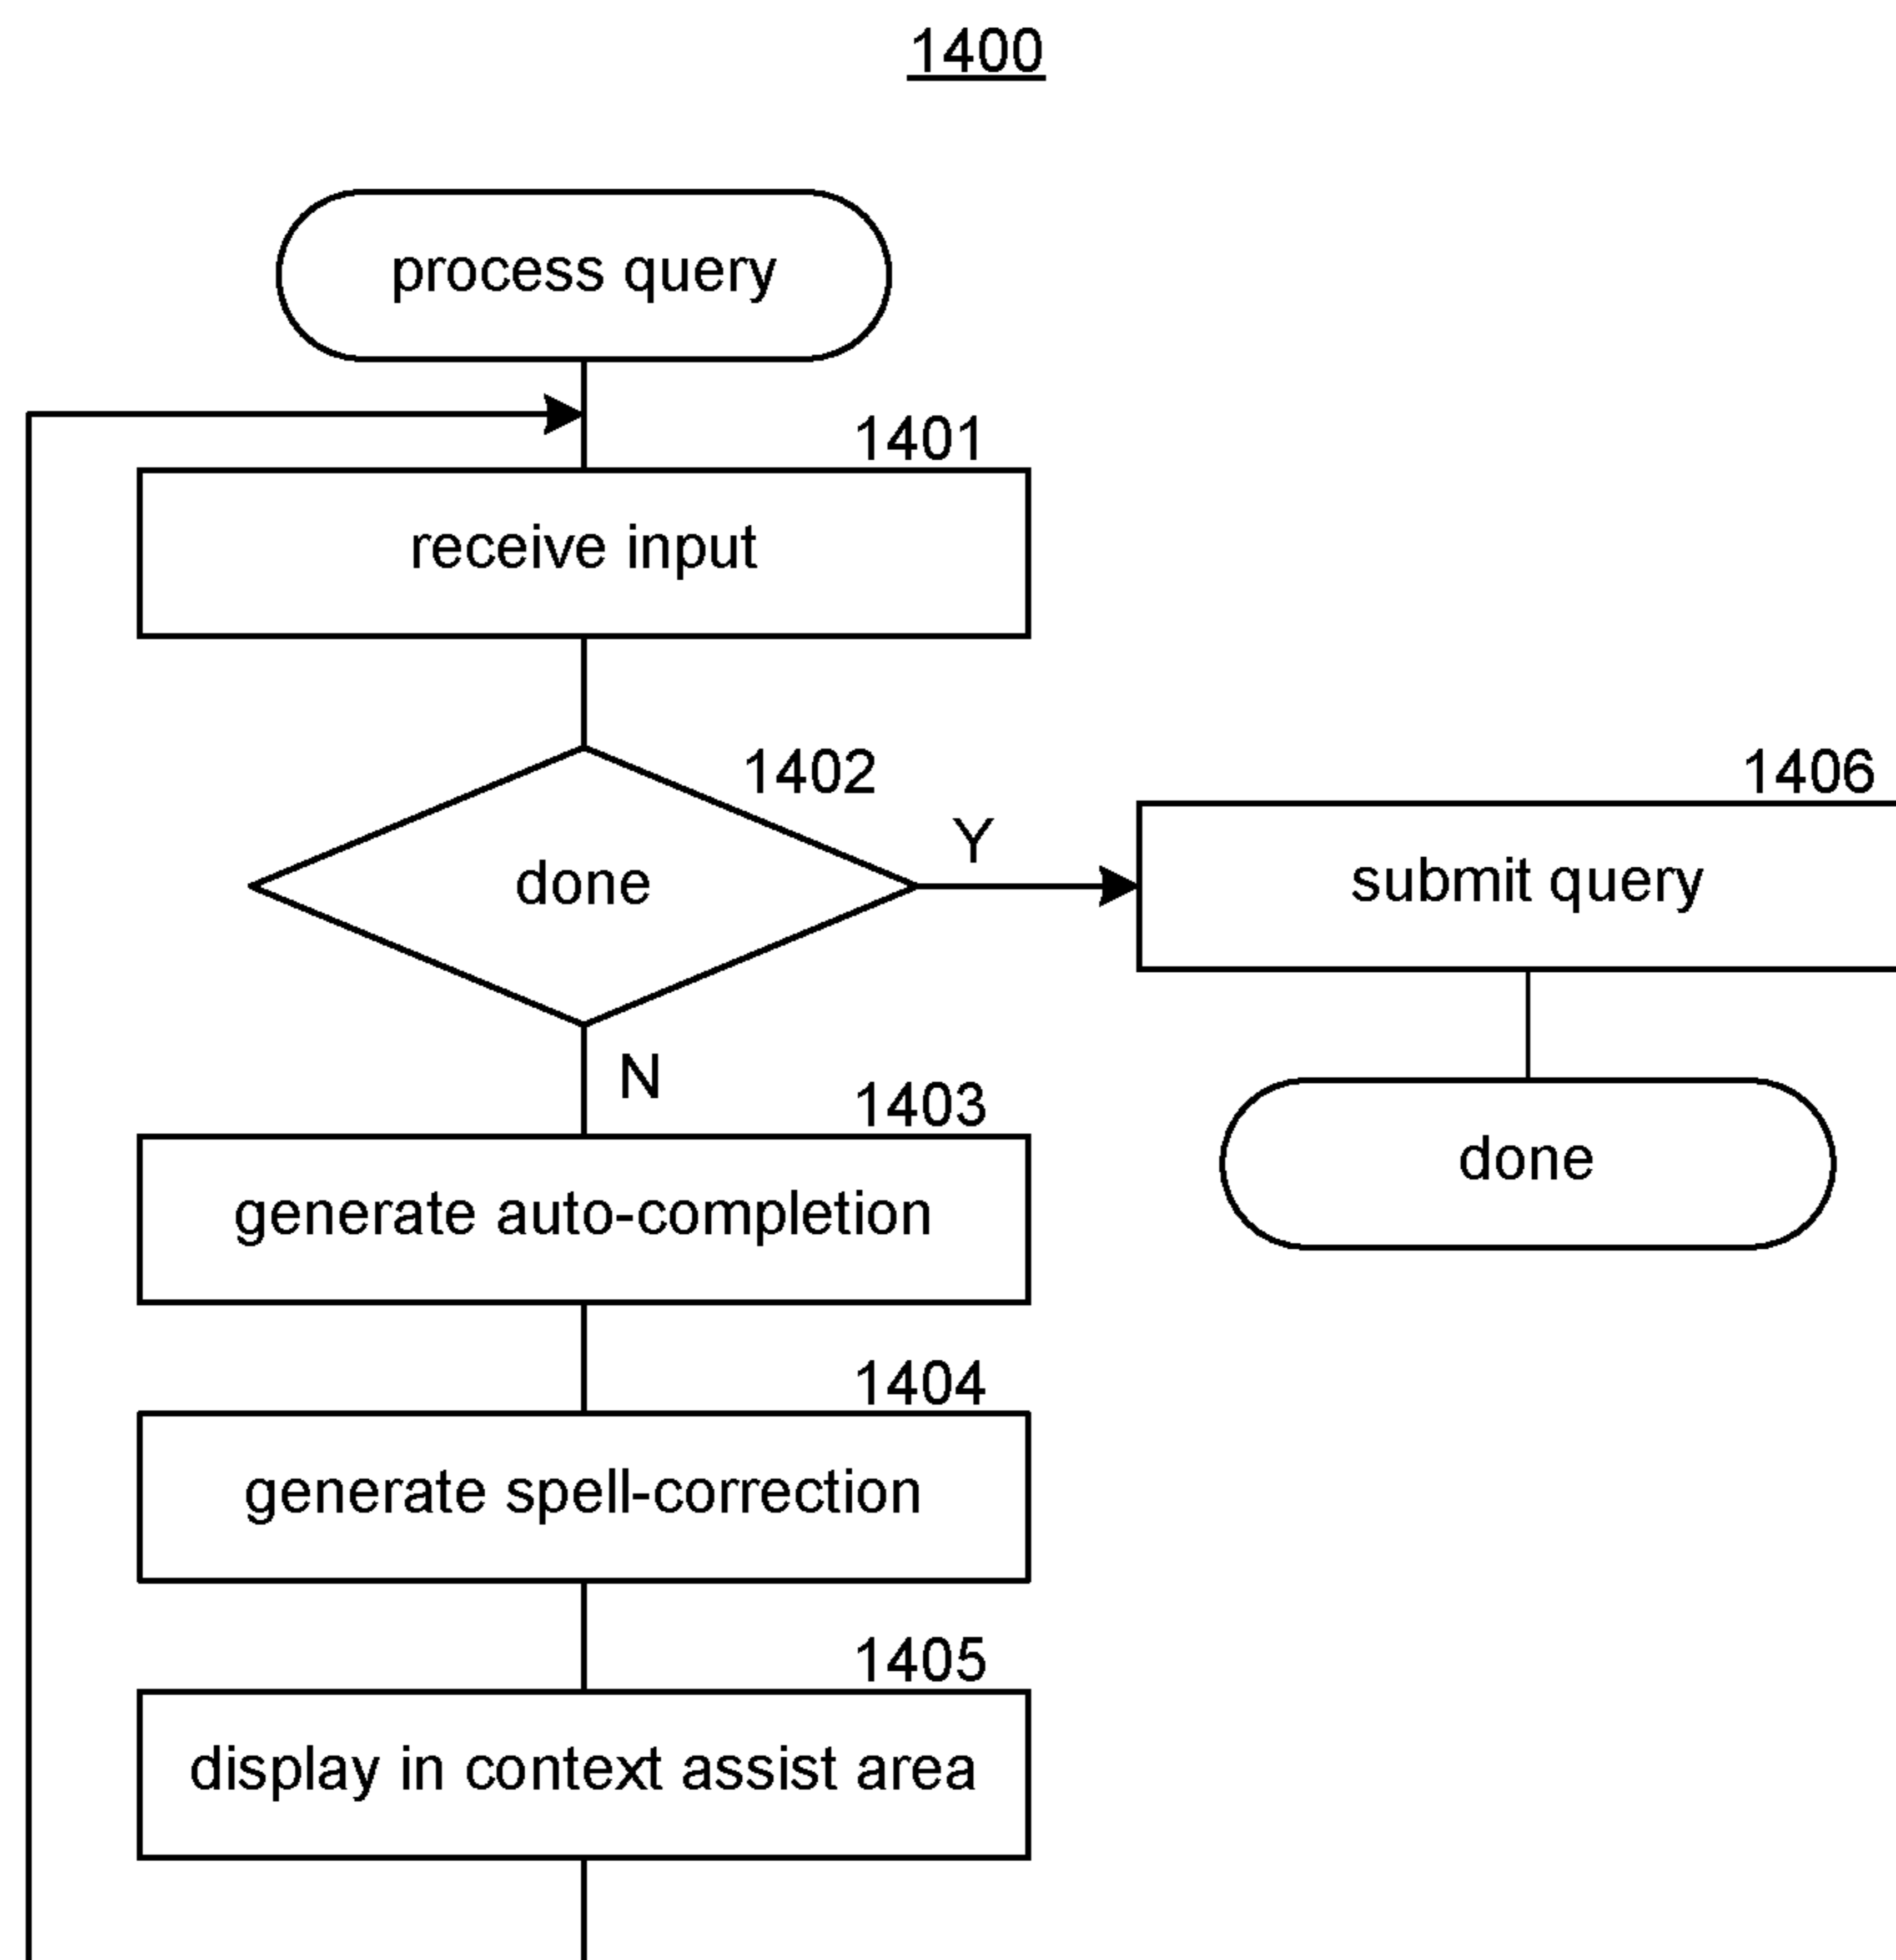 1400
process query
1401
receive input
1402
done
Y
1406
submit query
N
done
1403
generate auto-completion
1404
generate spell-correction
1405
display in context assist area